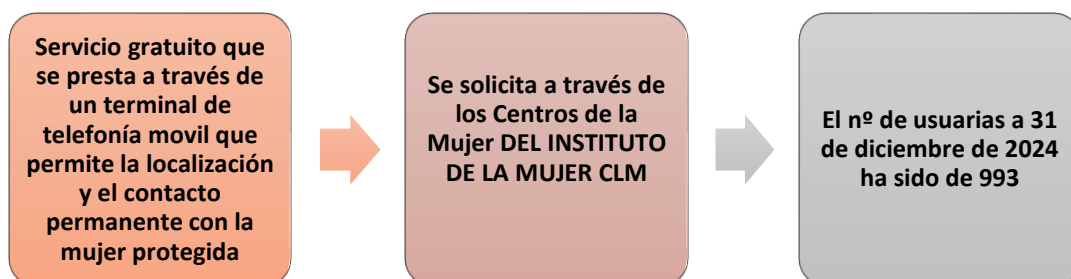 Servicio gratuito que
se presta a través de
un terminal de
telefonía movil que
permite la localización
y el contacto
permanente con la
mujer protegida
Se solicita a través de
los Centros de la
Mujer DEL INSTITUTO
DE LA MUJER CLM
El nº de usuarias a 31
de diciembre de 2024
ha sido de 993